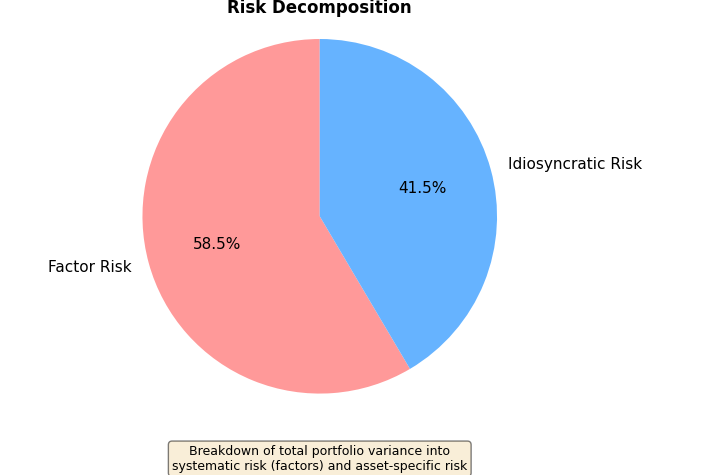 Risk Decomposition
Idiosyncratic Risk
41.5%
58.5%
Factor Risk
Breakdown of total portfolio variance into
systematic risk (factors) and asset-specific risk